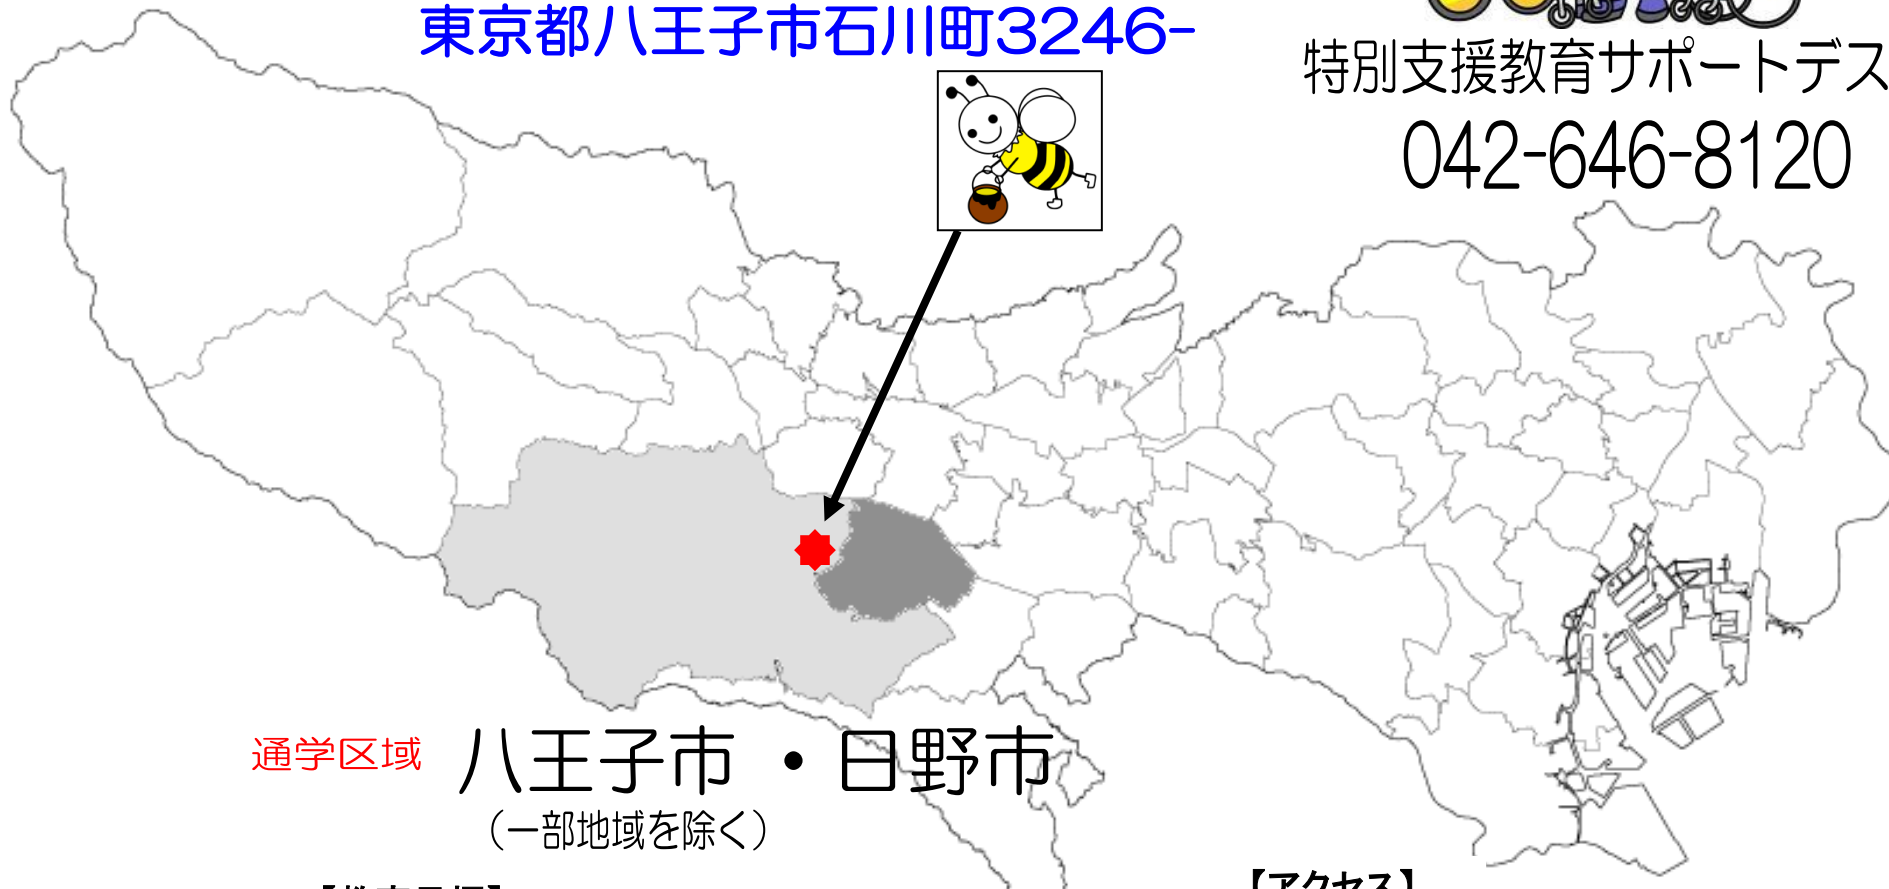 東京都八王子市石川町3246-
特別支援教育サポートデス
042-646-8120
通学区域 八王子市 ・日野市
(一部地域を除く)
【アクセス】